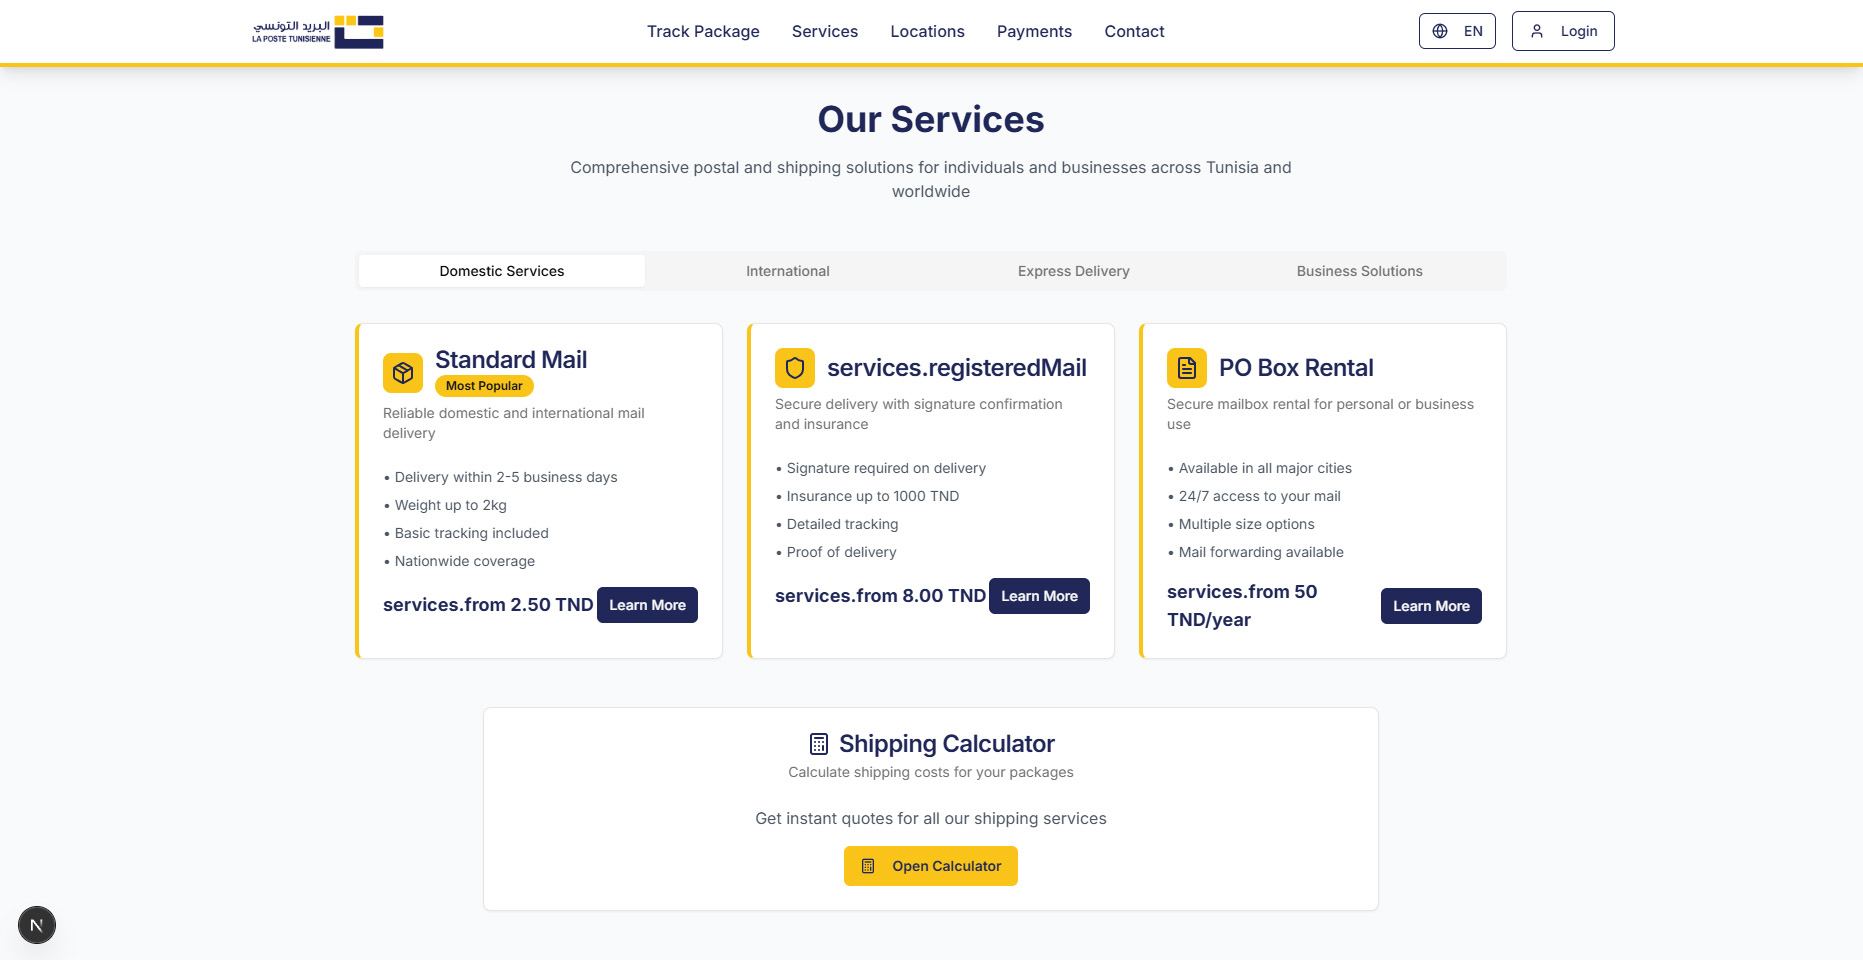 البريد التونسي
LA POSTE TUNISIENNE
Track Package
Services
Locations
Payments
Contact
EN
Login
Our Services
Comprehensive postal and shipping solutions for individuals and businesses across Tunisia and
worldwide
Domestic Services
International
Express Delivery
Business Solutions
Standard Mail
Most Popular
Reliable domestic and international mail
delivery
• Delivery within 2-5 business days
• Weight up to 2kg
• Basic tracking included
• Nationwide coverage
services.from 2.50 TND
Learn More
services.registeredMail
Secure delivery with signature confirmation
and insurance
• Signature required on delivery
• Insurance up to 1000 TND
• Detailed tracking
• Proof of delivery
services.from 8.00 TND
Learn More
PO Box Rental
Secure mailbox rental for personal or business
use
• Available in all major cities
• 24/7 access to your mail
• Multiple size options
• Mail forwarding available
services.from 50
TND/year
Learn More
Shipping Calculator
Calculate shipping costs for your packages
Get instant quotes for all our shipping services
Open Calculator
N